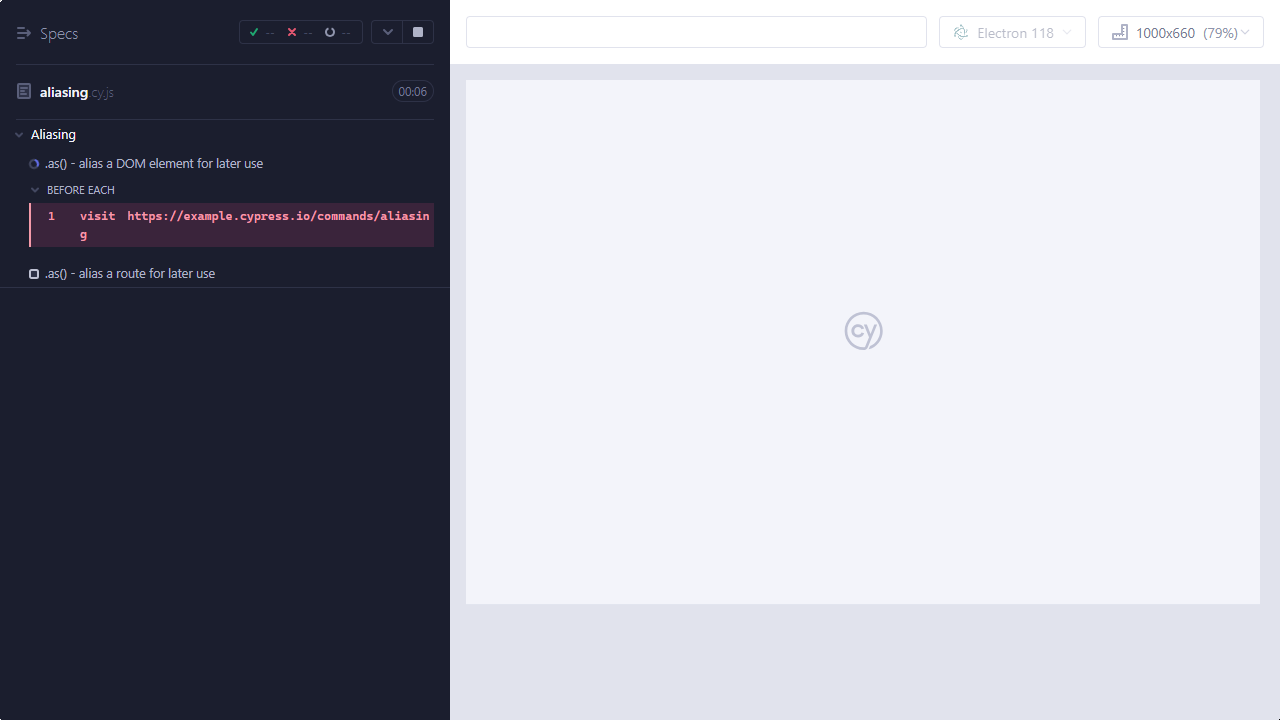 Specs
-- -- --
aliasing.cy.js
00:06
Aliasing
.as() - alias a DOM element for later use
BEFORE EACH
1 visit https://example.cypress.io/commands/aliasin
g
.as() - alias a route for later use
Electron 118
1000x660 (79%)
cy